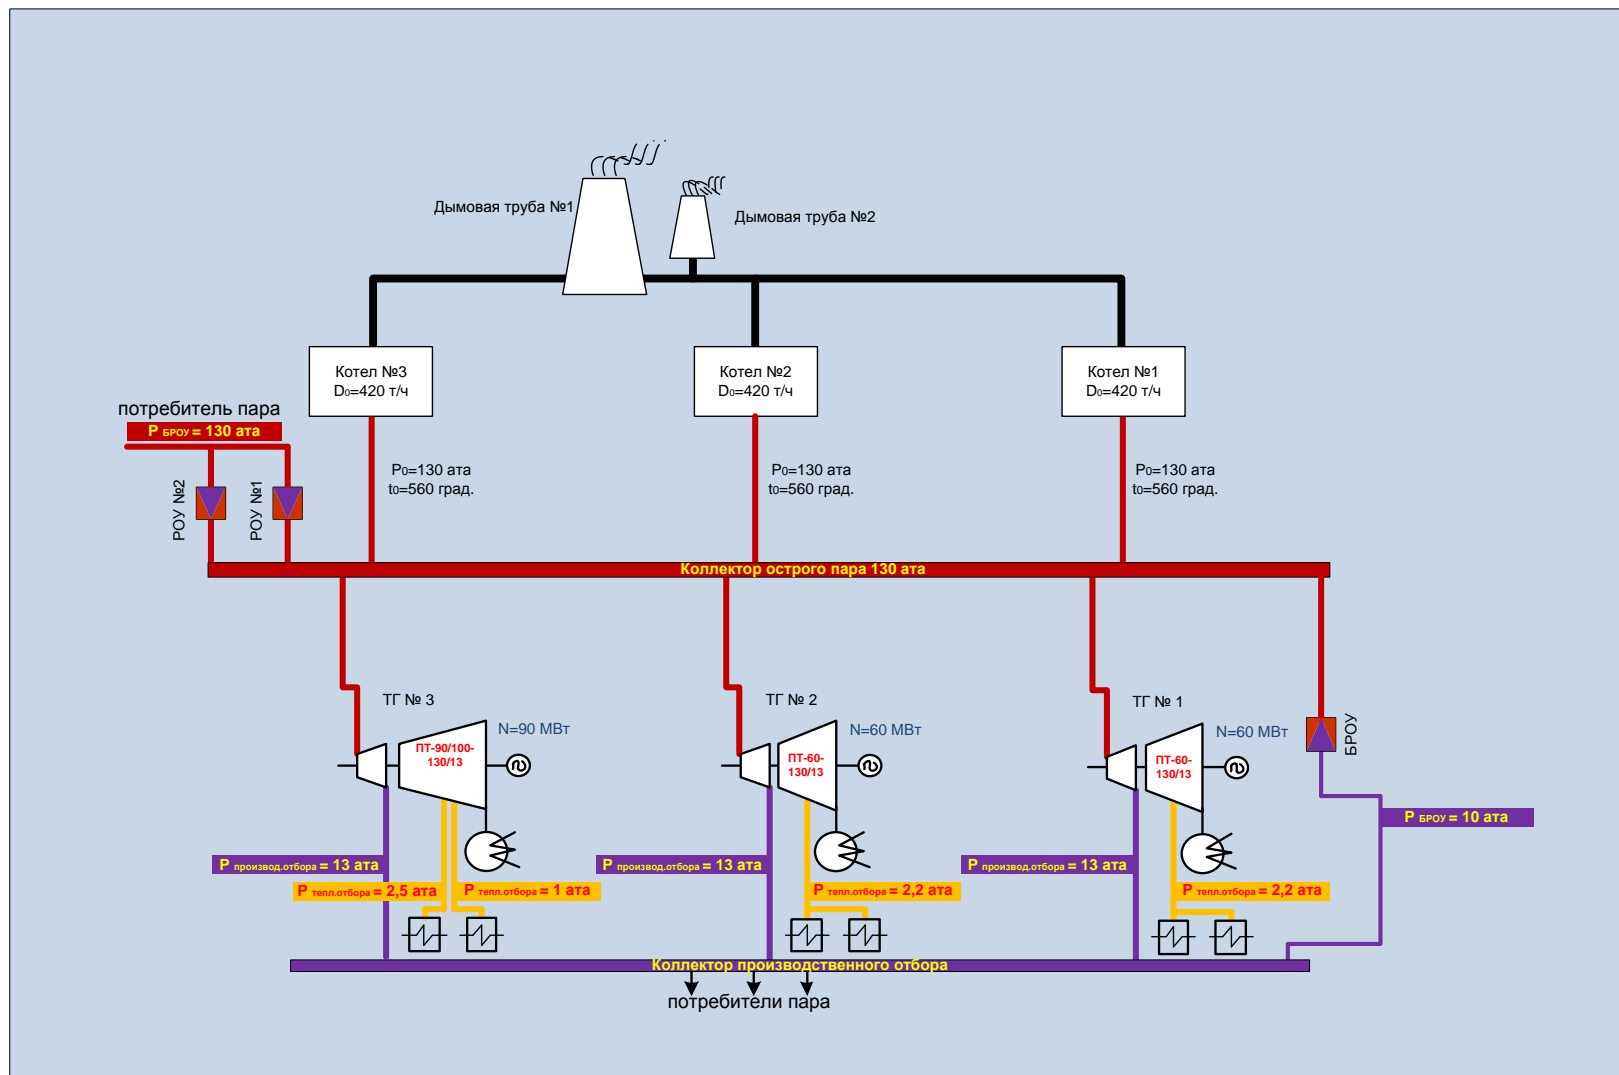 Дымовая труба №1
Дымовая труба №2
Котел №3
D0=420 т/ч
Котел №2
D0=420 т/ч
Котел №1
D0=420 т/ч
потребитель пара
Р БРОУ = 130 ата
P0=130 ата
t0=560 град.
P0=130 ата
t0=560 град.
P0=130 ата
t0=560 град.
РОУ №2
РОУ №1
Коллектор острого пара 130 ата
ТГ № 3
ТГ № 2
ТГ № 1
N=90 МВт
N=60 МВт
N=60 МВт
БРОУ
ПТ-90/100-
130/13
ПТ-60-
130/13
ПТ-60-
130/13
Р БРОУ = 10 ата
Р производ.отбора = 13 ата
Р производ.отбора = 13 ата
Р производ.отбора = 13 ата
Р тепл.отбора = 2,5 ата
Р тепл.отбора = 1 ата
Р тепл.отбора = 2,2 ата
Р тепл.отбора = 2,2 ата
Коллектор производственного отбора
потребители пара